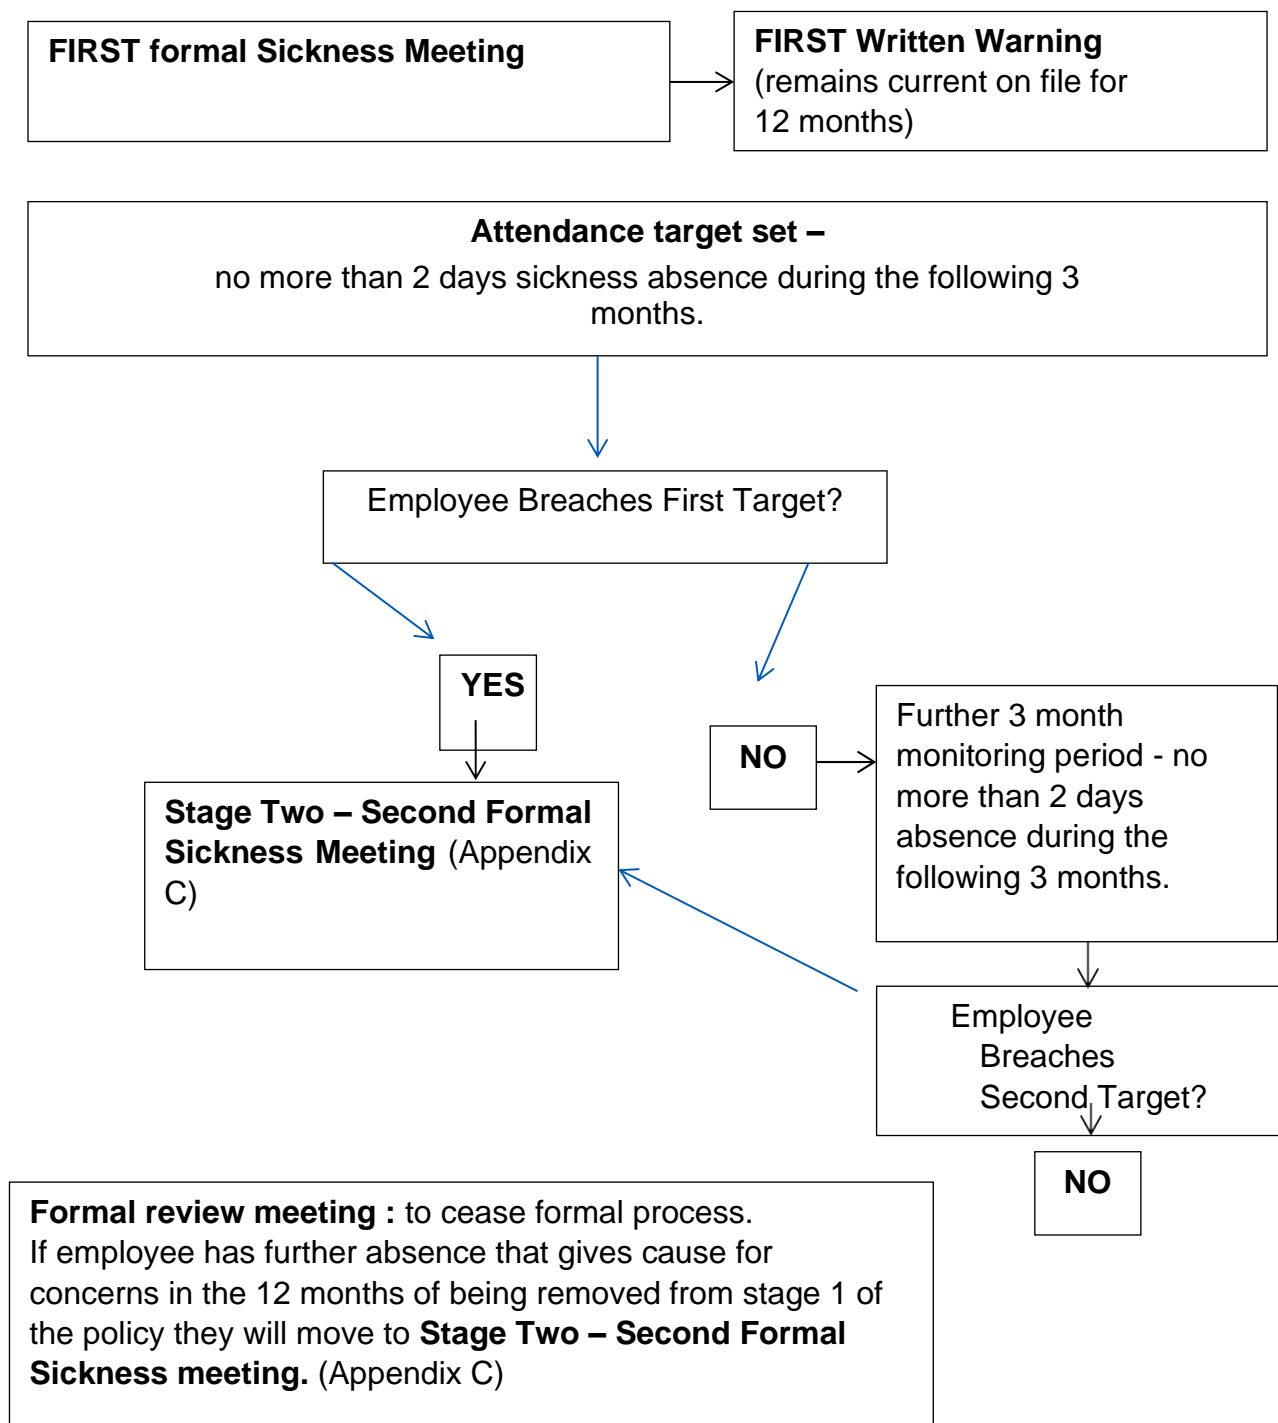 FIRST formal Sickness Meeting
FIRST Written Warning
(remains current on file for
12 months)
Attendance target set –
no more than 2 days sickness absence during the following 3
months.
Employee Breaches First Target?
YES
NO
Further 3 month
monitoring period - no
more than 2 days
absence during the
following 3 months.
Stage Two – Second Formal
Sickness Meeting (Appendix
C)
Employee
Breaches
Second Target?
NO
Formal review meeting : to cease formal process.
If employee has further absence that gives cause for
concerns in the 12 months of being removed from stage 1 of
the policy they will move to Stage Two – Second Formal
Sickness meeting. (Appendix C)